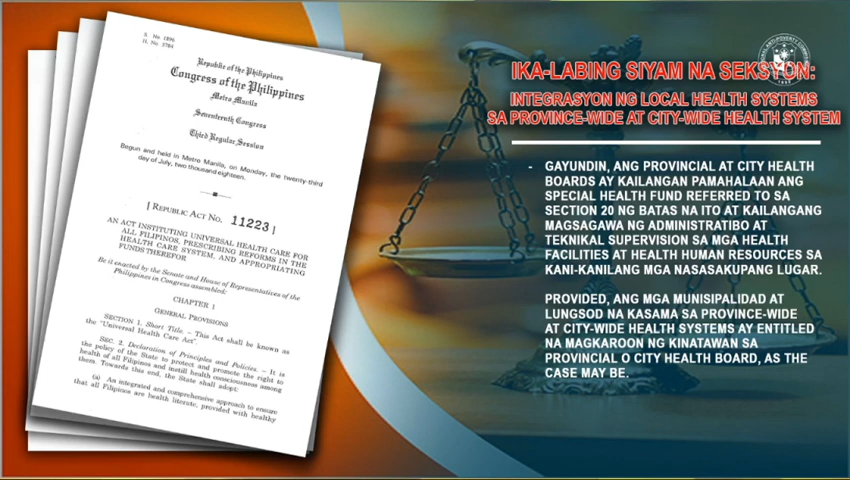 S. No. 1896
H. No. 5784
Republic of the Philippines
Congress of the Philippines
Metro Manila
Seventeenth Congress
Third Regular Session
Begun and held in Metro Manila, on Monday, the twenty-third
day of July, two thousand eighteen.
[ REPUBLIC ACT NO. 11223 ]
AN ACT INSTITUTING UNIVERSAL HEALTH CARE FOR
ALL FILIPINOS, PRESCRIBING REFORMS IN THE
HEALTH CARE SYSTEM, AND APPROPRIATING
FUNDS THEREFOR
Be it enacted by the Senate and House of Representatives of the
Philippines in Congress assembled:
CHAPTER I
GENERAL PROVISIONS
SECTION 1. Short Title. – This Act shall be known as
the "Universal Health Care Act".
SEC. 2. Declaration of Principles and Policies. – It is
the policy of the State to protect and promote the right to
health of all Filipinos and instill health consciousness among
them. Towards this end, the State shall adopt:
(a) An integrated and comprehensive approach to ensure
that all Filipinos are health literate, provided with healthy
IKA-LABING SIYAM NA SEKSYON:
INTEGRASYON NG LOCAL HEALTH SYSTEMS
SA PROVINCE-WIDE AT CITY-WIDE HEALTH SYSTEM
- GAYUNDIN, ANG PROVINCIAL AT CITY HEALTH
BOARDS AY KAILANGAN PAMAHALAAN ANG
SPECIAL HEALTH FUND REFERRED TO SA
SECTION 20 NG BATAS NA ITO AT KAILANGANG
MAGSAGAWA NG ADMINISTRATIBO AT
TEKNIKAL SUPERVISION SA MGA HEALTH
FACILITIES AT HEALTH HUMAN RESOURCES SA
KANI-KANILANG MGA NASASAKUPANG LUGAR.
PROVIDED, ANG MGA MUNISIPALIDAD AT
LUNGSOD NA KASAMA SA PROVINCE-WIDE
AT CITY-WIDE HEALTH SYSTEMS AY ENTITLED
NA MAGKAROON NG KINATAWAN SA
PROVINCIAL O CITY HEALTH BOARD, AS THE
CASE MAY BE.